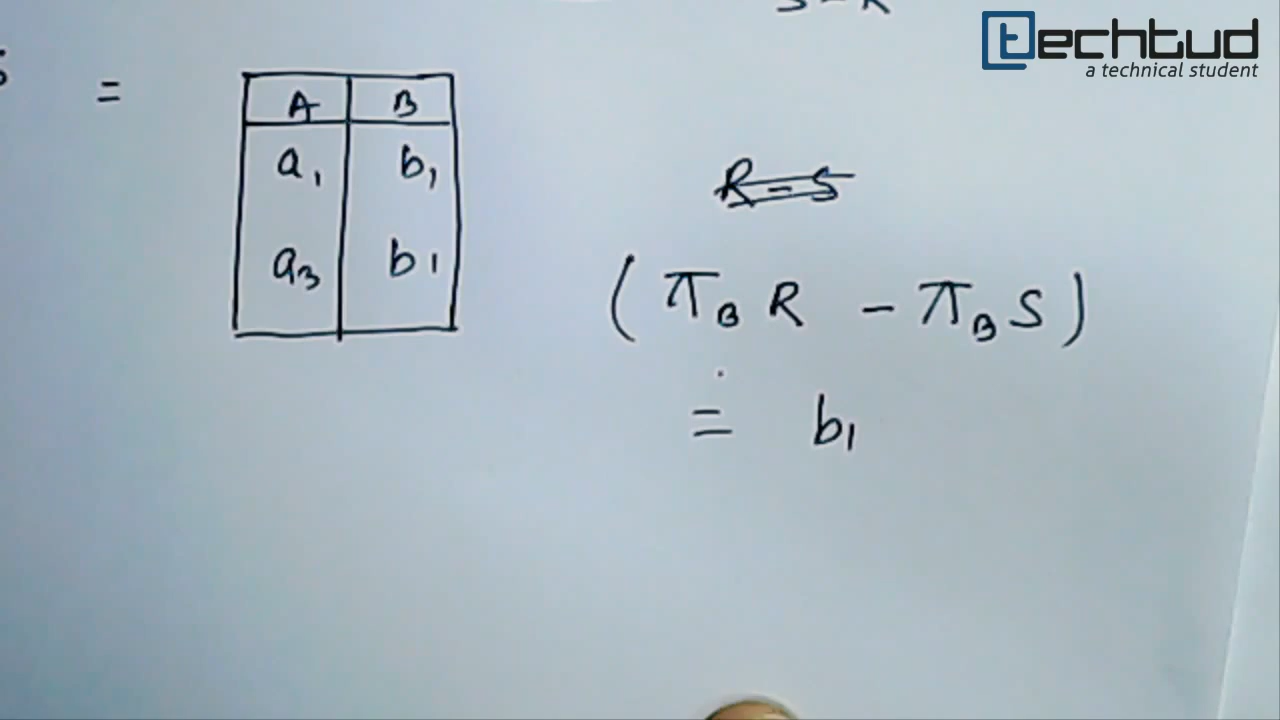 S - R
techtud
a technical student
=
A B
a1 b1
a3 b1
R - S
(πB R - πB S)
= b1